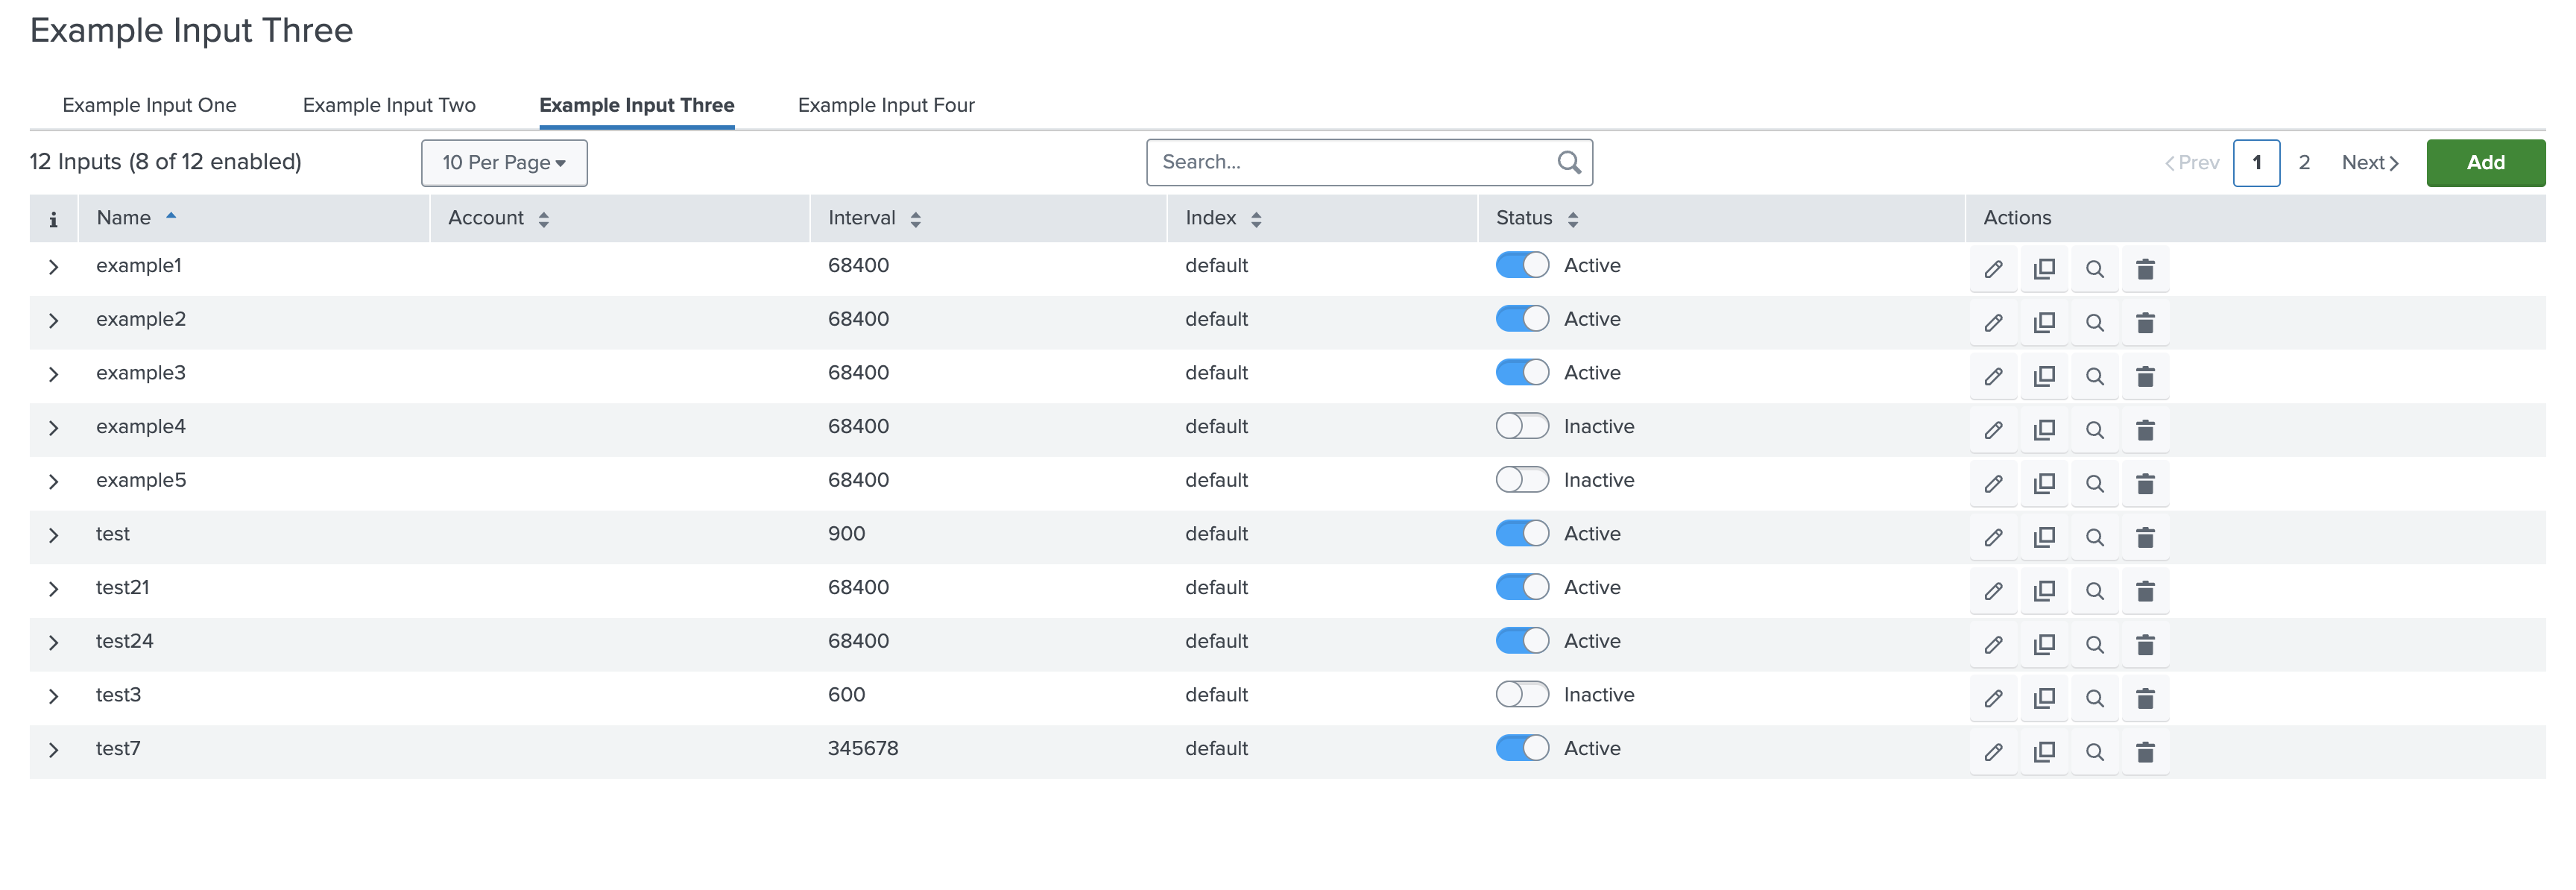 Example Input Three
Example Input One Example Input Two Example Input Three Example Input Four
12 Inputs (8 of 12 enabled) 10 Per Page Search... Prev 1 2 Next Add
i Name Account Interval Index Status Actions
example1 68400 default Active
example2 68400 default Active
example3 68400 default Active
example4 68400 default Inactive
example5 68400 default Inactive
test 900 default Active
test21 68400 default Active
test24 68400 default Active
test3 600 default Inactive
test7 345678 default Active